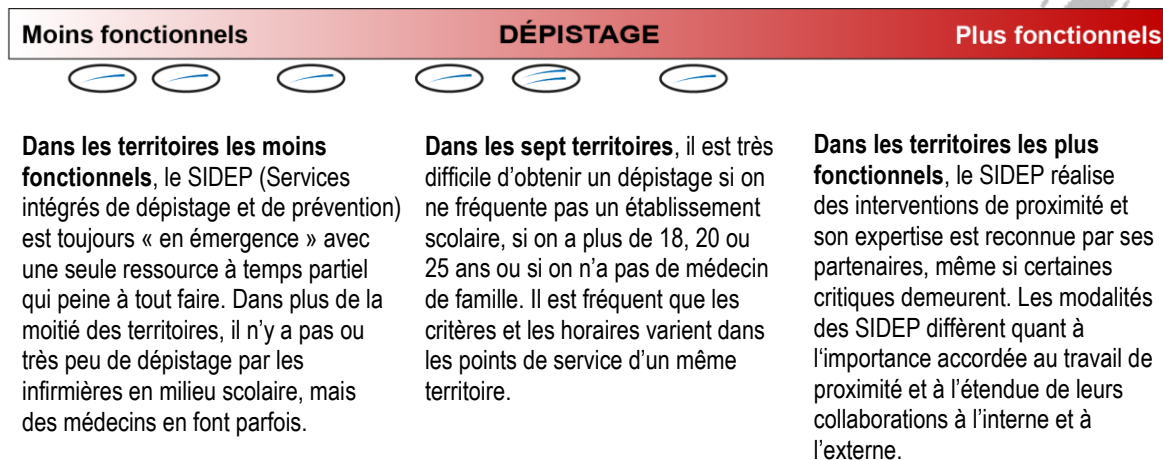 Moins fonctionnels DÉPISTAGE Plus fonctionnels
Dans les territoires les moins
fonctionnels, le SIDEP (Services
intégrés de dépistage et de prévention)
est toujours « en émergence » avec
une seule ressource à temps partiel
qui peine à tout faire. Dans plus de la
moitié des territoires, il n’y a pas ou
très peu de dépistage par les
infirmières en milieu scolaire, mais
des médecins en font parfois.
Dans les sept territoires, il est très
difficile d’obtenir un dépistage si on
ne fréquente pas un établissement
scolaire, si on a plus de 18, 20 ou
25 ans ou si on n’a pas de médecin
de famille. Il est fréquent que les
critères et les horaires varient dans
les points de service d’un même
territoire.
Dans les territoires les plus
fonctionnels, le SIDEP réalise
des interventions de proximité et
son expertise est reconnue par ses
partenaires, même si certaines
critiques demeurent. Les modalités
des SIDEP diffèrent quant à
l‘importance accordée au travail de
proximité et à l’étendue de leurs
collaborations à l’interne et à
l’externe.